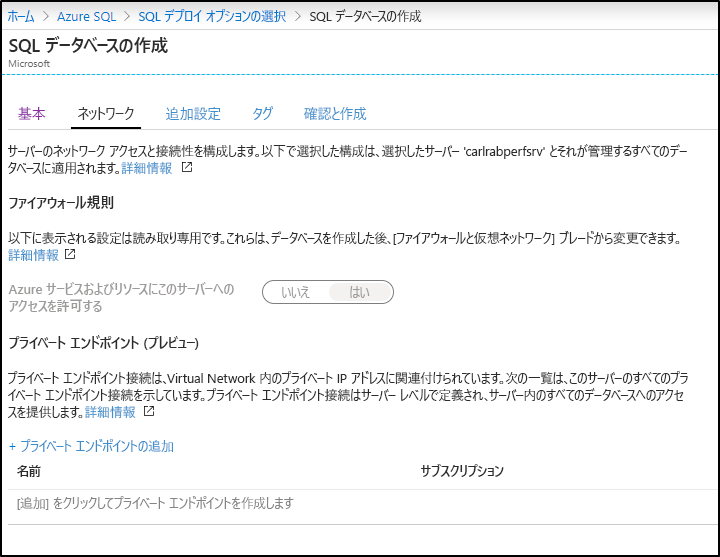 ホーム > Azure SQL > SQL デプロイ オプションの選択 > SQL データベースの作成
SQL データベースの作成
Microsoft
基本 ネットワーク 追加設定 タグ 確認と作成
サーバーのネットワーク アクセスと接続性を構成します。以下で選択した構成は、選択したサーバー 'carlrabperfsrv' とそれが管理するすべてのデー
タベースに適用されます。詳細情報
ファイアウォール規則
以下に表示される設定は読み取り専用です。これらは、データベースを作成した後、[ファイアウォールと仮想ネットワーク] ブレードから変更できます。
詳細情報
Azure サービスおよびリソースにこのサーバーへの
アクセスを許可する
いいえ はい
プライベート エンドポイント (プレビュー)
プライベート エンドポイント接続は、Virtual Network 内のプライベート IP アドレスに関連付けられています。次の一覧は、このサーバーのすべてのプラ
イベート エンドポイント接続を示しています。プライベート エンドポイント接続はサーバー レベルで定義され、サーバー内のすべてのデータベースへのアクセ
スを提供します。詳細情報
+ プライベート エンドポイントの追加
名前 サブスクリプション
[追加] をクリックしてプライベート エンドポイントを作成します